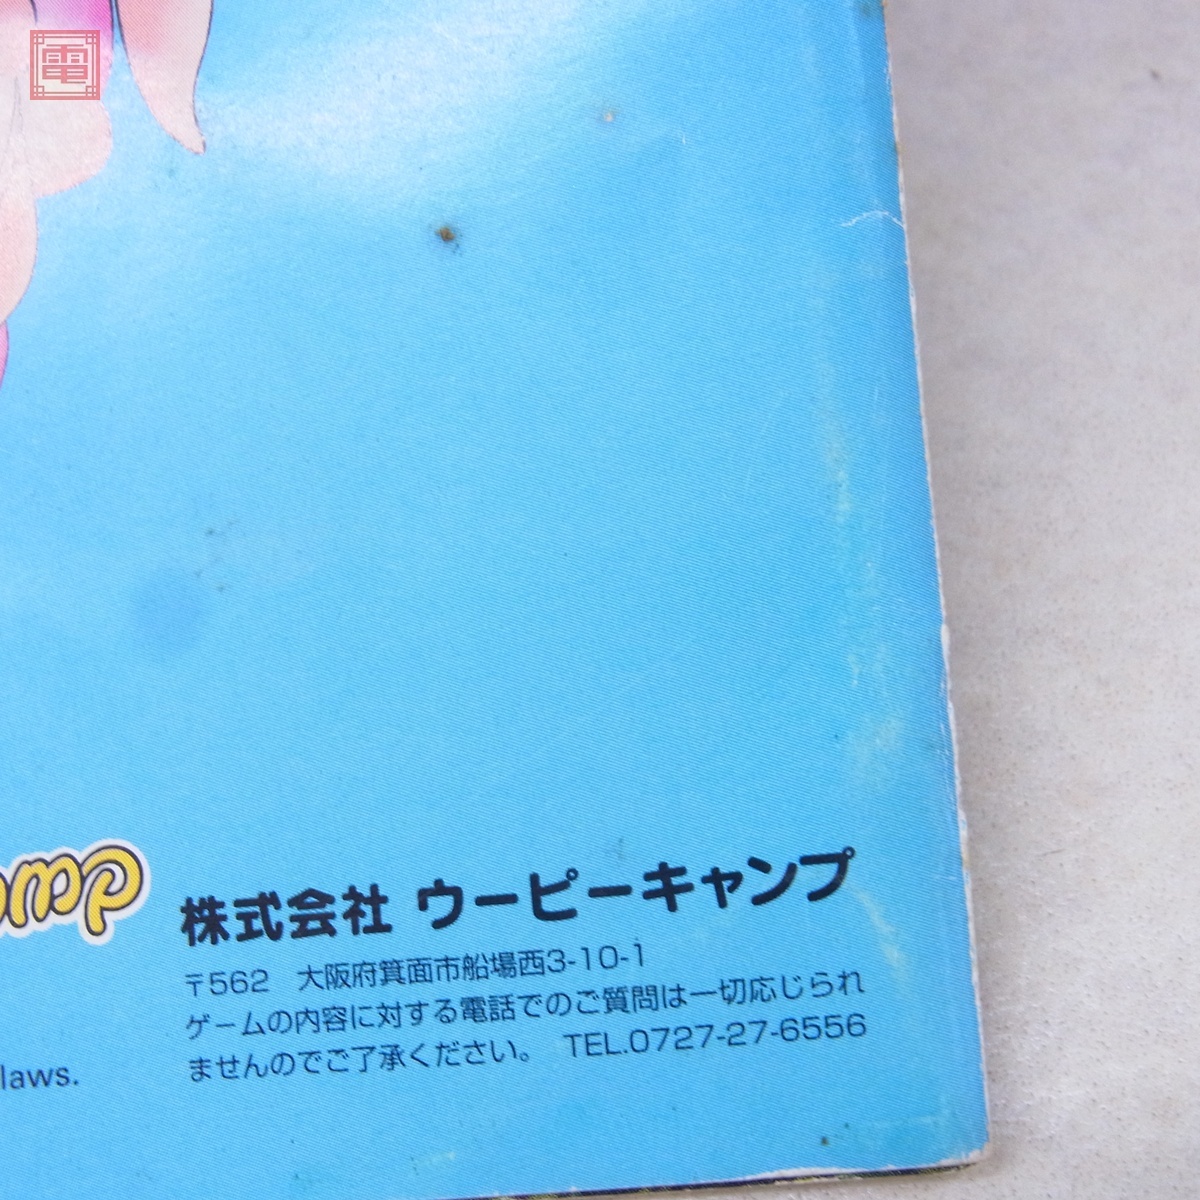 電
amp
株式会社 ウーピーキャンプ
〒562 大阪府箕面市船場西3-10-1
ゲームの内容に対する電話でのご質問は一切応じられ
ませんのでご了承ください。 TEL.0727-27-6556
laws.